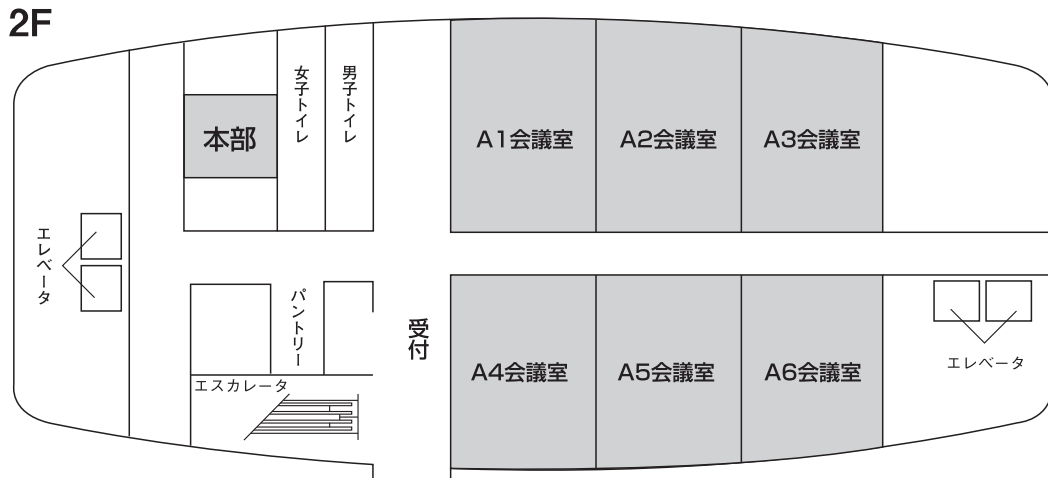 2F
本部
女子トイレ
男子トイレ
A1会議室
A2会議室
A3会議室
エレベータ
パントリー
受付
エスカレータ
A4会議室
A5会議室
A6会議室
エレベータ